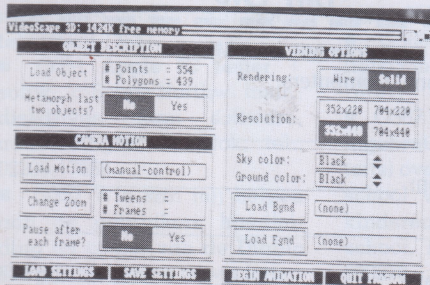 VideoScape 3D: 1424K free memory
OBJECT DESCRIPTION
Load Object
# Points = 554
# Polygons = 439
Metamorph last two objects?
No Yes
CAMERA MOTION
Load Motion (manual-control)
Change Zoom
# Tweens =
# Frames =
Pause after each frame?
No Yes
LOAD SETTINGS SAVE SETTINGS
VIEWING OPTIONS
Rendering: Wire Solid
Resolution:
352x220 704x220
352x440 704x440
Sky color: Black
Ground color: Black
Load Bgnd (none)
Load Fgnd (none)
BEGIN ANIMATION QUIT PROGRAM